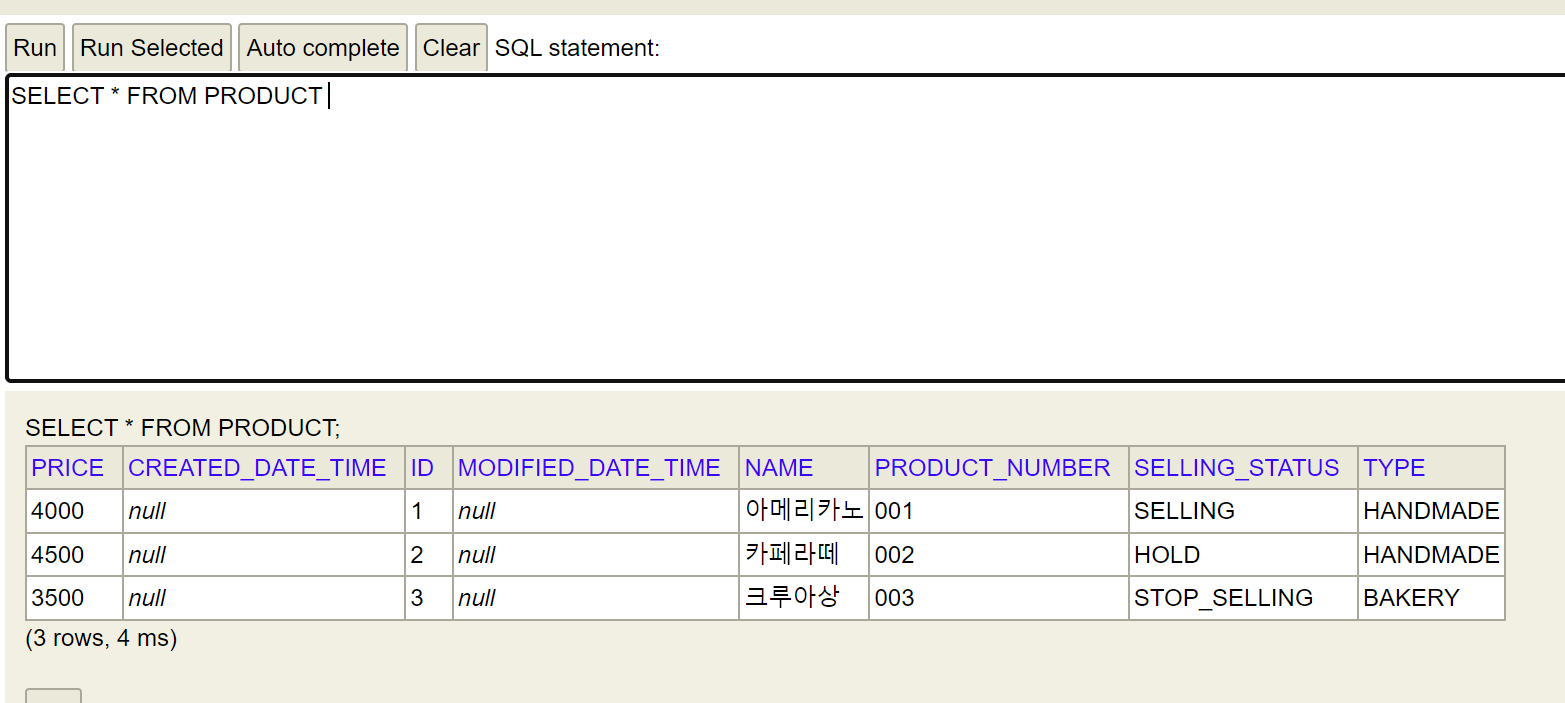 Run Run Selected Auto complete Clear SQL statement:
SELECT * FROM PRODUCT
SELECT * FROM PRODUCT;
PRICE CREATED_DATE_TIME ID MODIFIED_DATE_TIME NAME PRODUCT_NUMBER SELLING_STATUS TYPE
4000 null 1 null 아메리카노 001 SELLING HANDMADE
4500 null 2 null 카페라떼 002 HOLD HANDMADE
3500 null 3 null 크루아상 003 STOP_SELLING BAKERY
(3 rows, 4 ms)